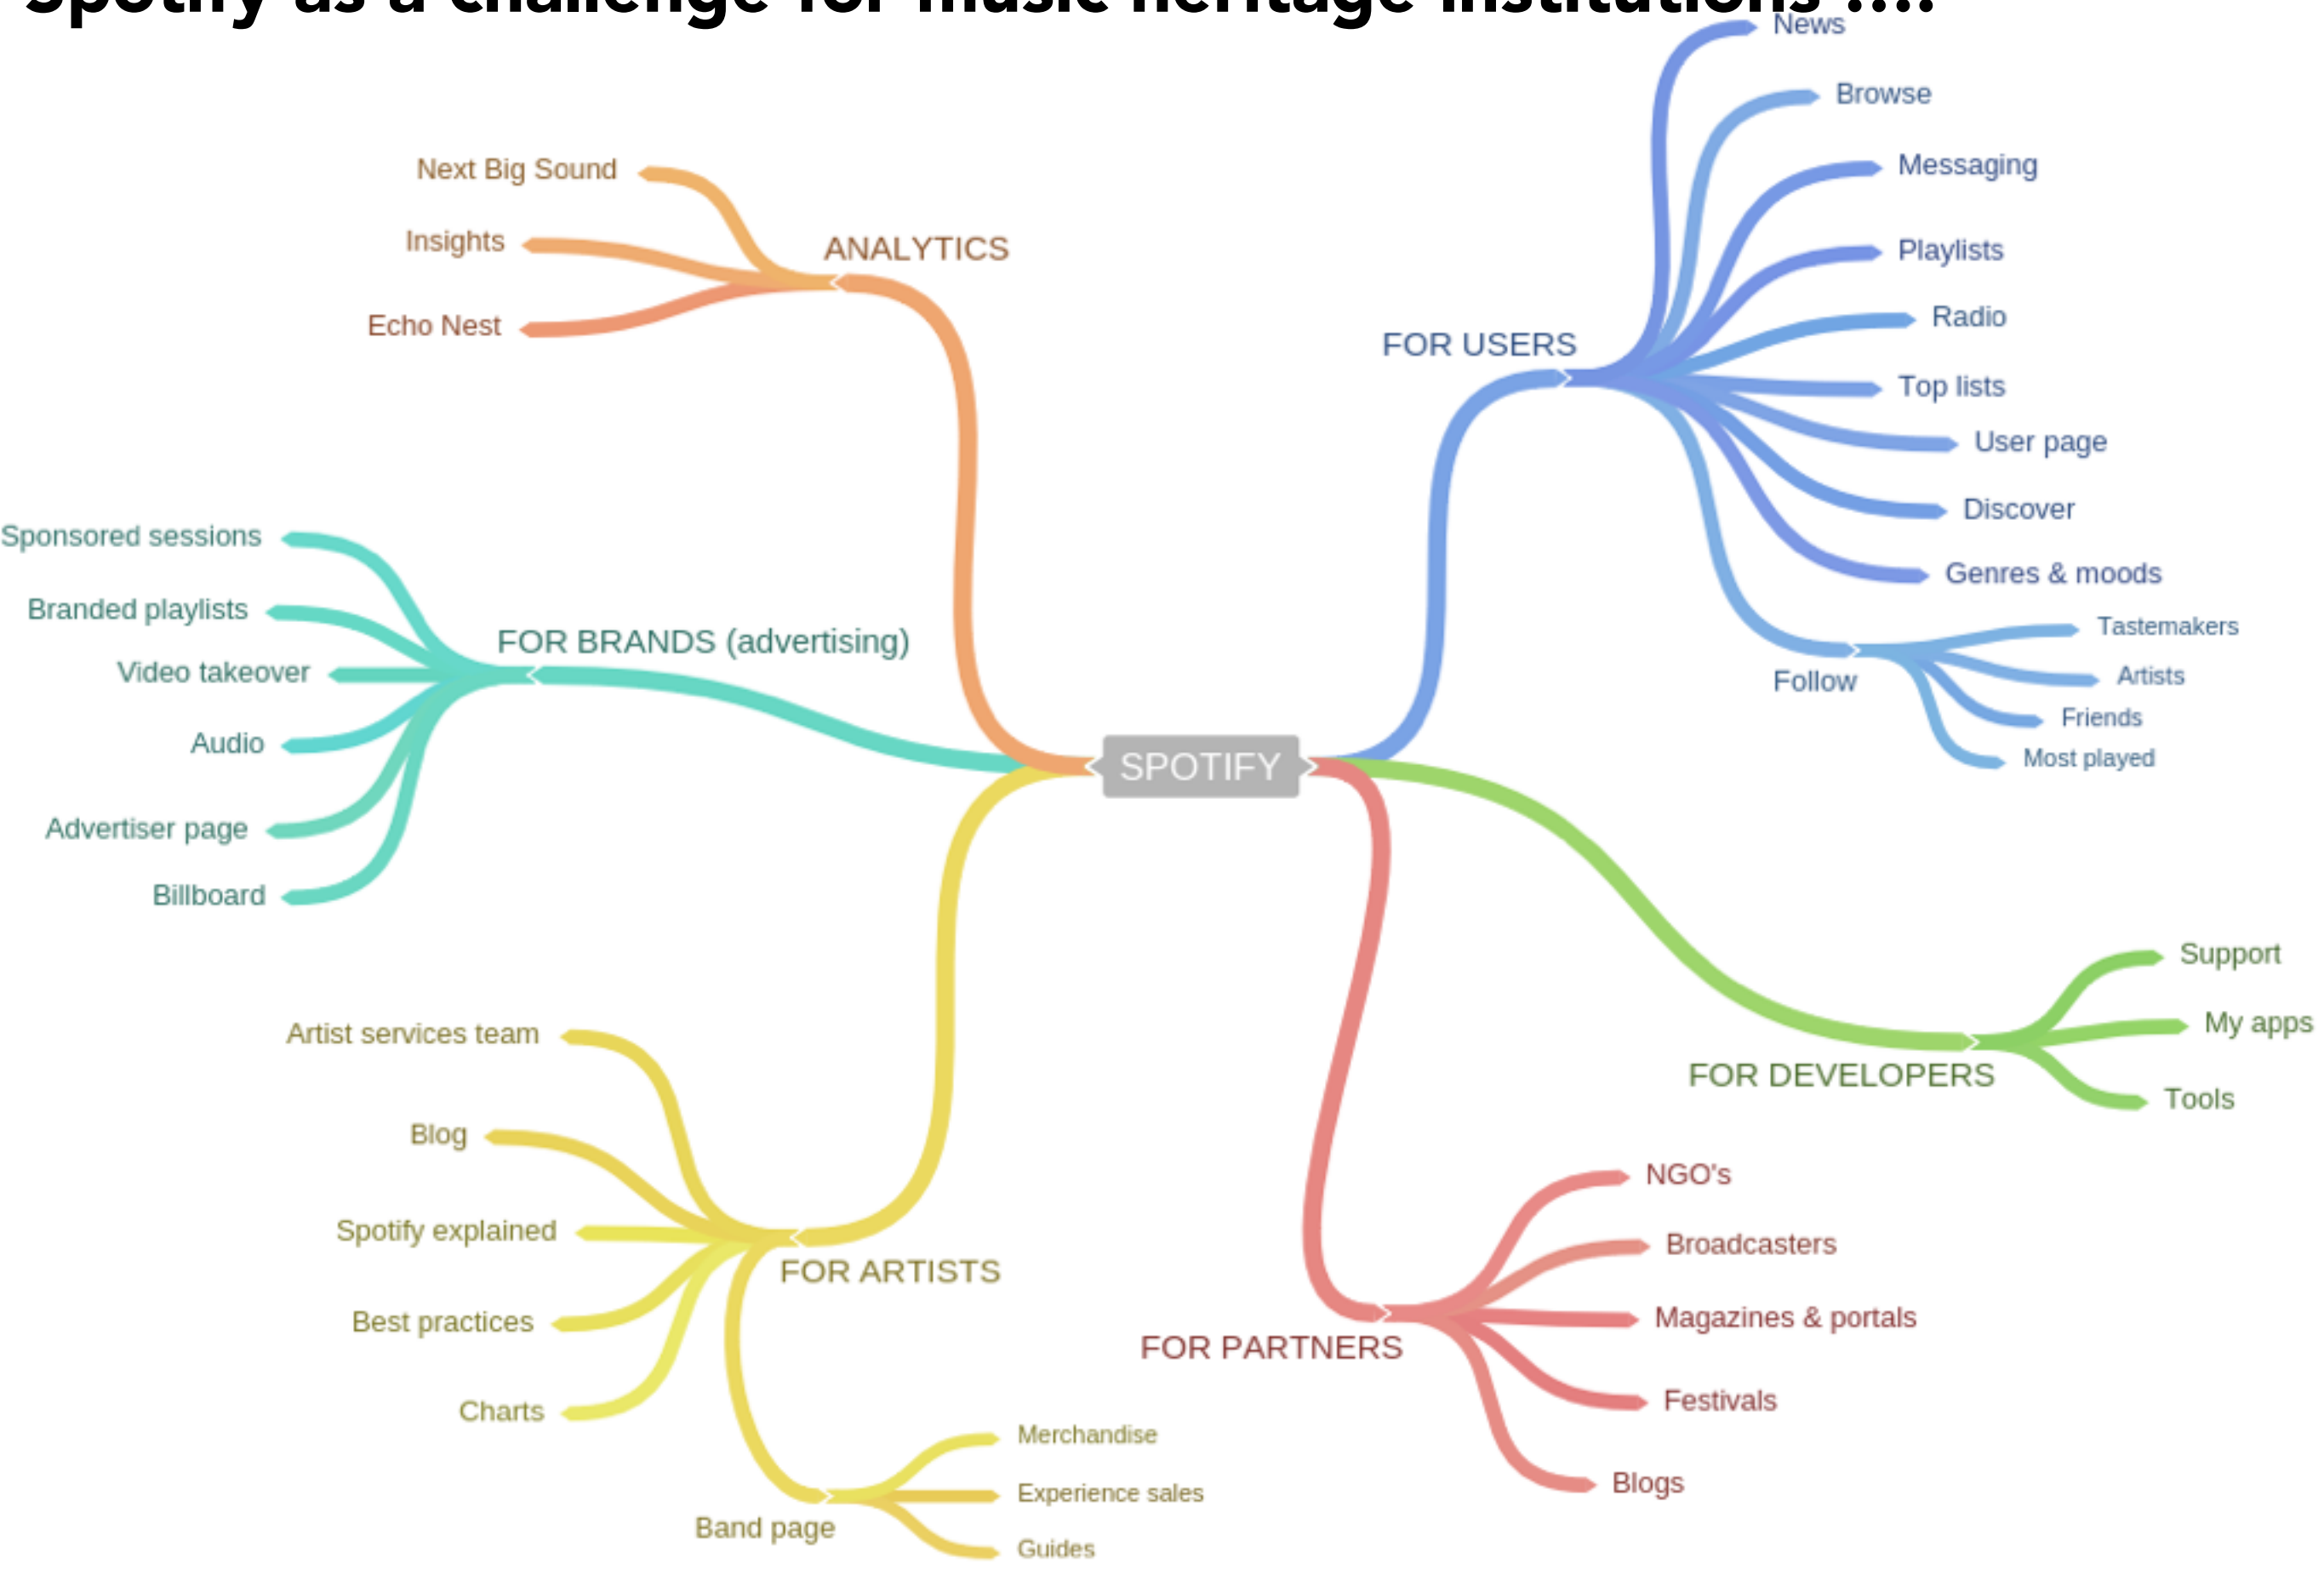 Spotify as a challenge for music heritage institutions ....
News
Browse
Messaging
Playlists
Radio
Top lists
User page
Discover
Genres & moods
FOR USERS
Follow
Tastemakers
Artists
Friends
Most played
Next Big Sound
Insights
Echo Nest
ANALYTICS
Sponsored sessions
Branded playlists
Video takeover
Audio
Advertiser page
Billboard
FOR BRANDS (advertising)
SPOTIFY
Support
My apps
Tools
FOR DEVELOPERS
Artist services team
Blog
Spotify explained
Best practices
Charts
FOR ARTISTS
Band page
Merchandise
Experience sales
Guides
NGO's
Broadcasters
Magazines & portals
Festivals
Blogs
FOR PARTNERS